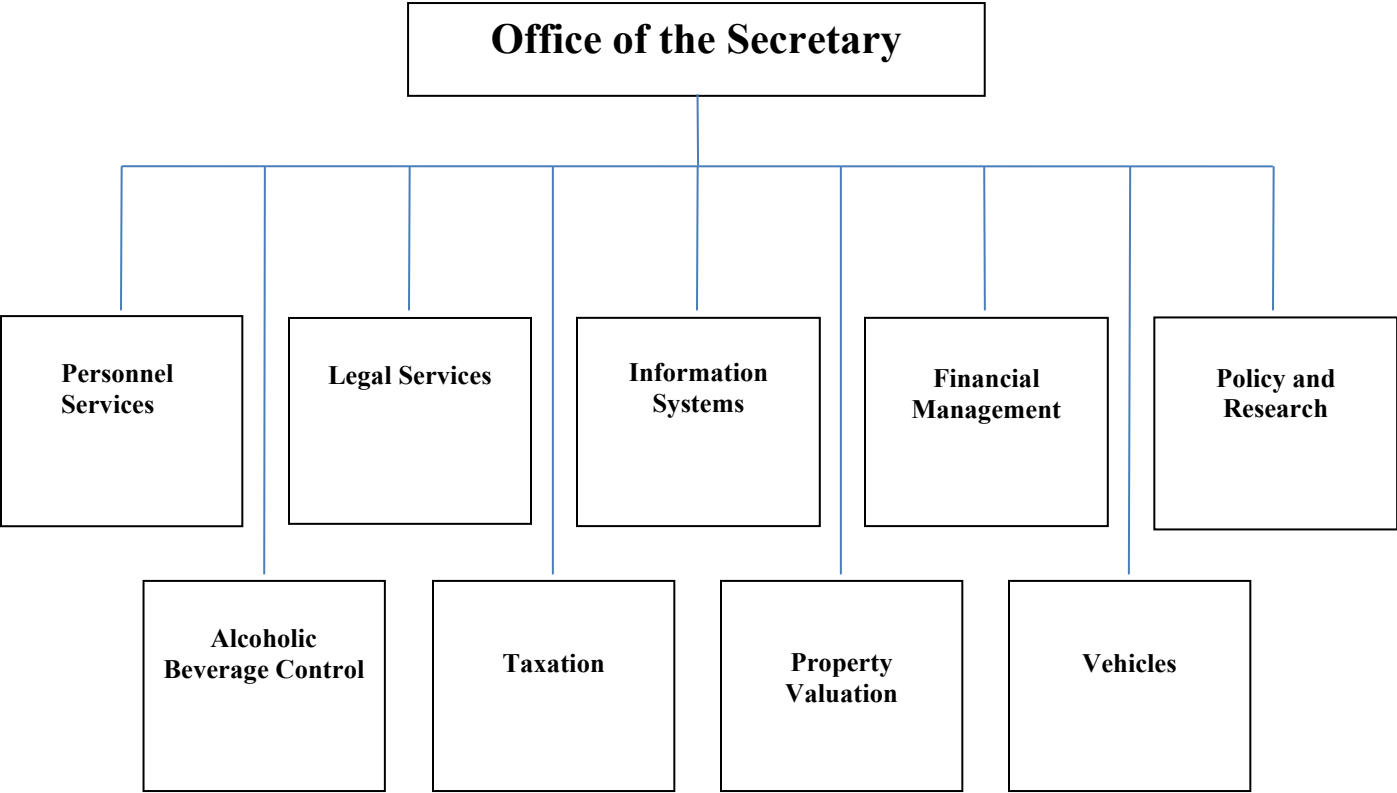 Office of the Secretary
Personnel
Services
Legal Services
Information
Systems
Financial
Management
Policy and
Research
Alcoholic
Beverage Control
Taxation
Property
Valuation
Vehicles